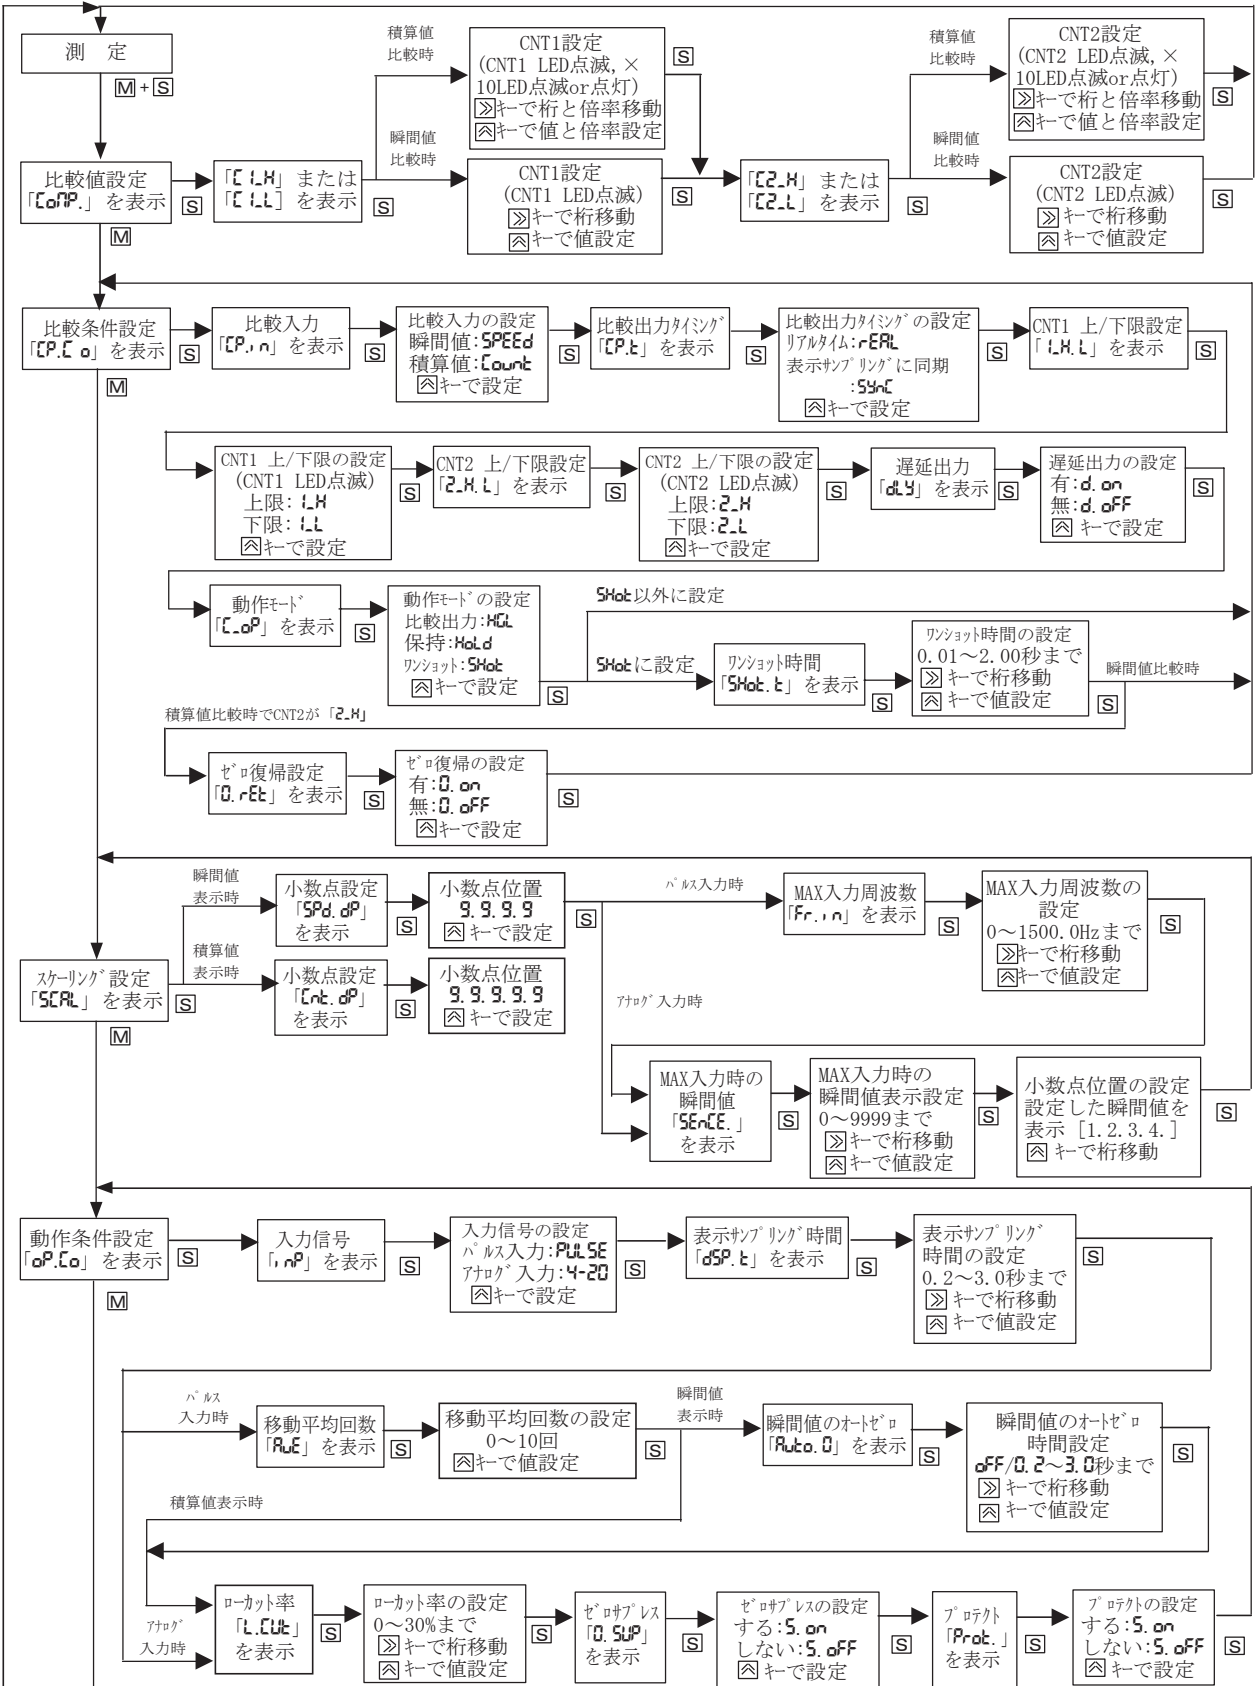 測　定
M + S
積算値
比較時
CNT1設定
(CNT1 LED点滅,×
10LED点滅or点灯)
≫キーで桁と倍率移動
︽キーで値と倍率設定
S
積算値
比較時
CNT2設定
(CNT2 LED点滅,×
10LED点滅or点灯)
≫キーで桁と倍率移動
︽キーで値と倍率設定
S
比較値設定
「CoMP.」を表示
S
M
「C1_H」または
「C1_L」を表示
S
瞬間値
比較時
CNT1設定
(CNT1 LED点滅)
≫キーで桁移動
︽キーで値設定
S
「C2_H」または
「C2_L」を表示
S
瞬間値
比較時
CNT2設定
(CNT2 LED点滅)
≫キーで桁移動
︽キーで値設定
S
比較条件設定
「CP.C o」を表示
S
M
比較入力
「CP.in」を表示
S
比較入力の設定
瞬間値:SPEEd
積算値:Count
︽キーで設定
S
比較出力ﾀｲﾐﾝｸﾞ
「CP.t」を表示
S
比較出力ﾀｲﾐﾝｸﾞの設定
ﾘｱﾙﾀｲﾑ:rEAL
表示ｻﾝﾌﾟﾘﾝｸﾞに同期
:SYnC
︽キーで設定
S
CNT1 上/下限設定
「1_H.L」を表示
S
CNT1 上/下限の設定
(CNT1 LED点滅)
上限:1_H
下限:1_L
︽キーで設定
S
CNT2 上/下限設定
「2_H.L」を表示
S
CNT2 上/下限の設定
(CNT2 LED点滅)
上限:2_H
下限:2_L
︽キーで設定
S
遅延出力
「dLY」を表示
S
遅延出力の設定
有:d. on
無:d. oFF
︽ キーで設定
S
動作ﾓｰﾄﾞ
「C_oP」を表示
S
動作ﾓｰﾄﾞの設定
比較出力:HGL
保持:HoLd
ﾜﾝｼｮｯﾄ:SHot
︽キーで設定
S
SHot以外に設定
SHotに設定
ﾜﾝｼｮｯﾄ時間
「SHot.t」を表示
S
ﾜﾝｼｮｯﾄ時間の設定
0.01～2.00秒まで
≫ キーで桁移動
︽ キーで値設定
S
瞬間値比較時
積算値比較時でCNT2が「2_H」
ｾﾞﾛ復帰設定
「0. rEt」を表示
S
ｾﾞﾛ復帰の設定
有:0. on
無:0. oFF
︽キーで設定
S
ｽｹｰﾘﾝｸﾞ設定
「SCAL」を表示
S
M
瞬間値
表示時
小数点設定
「SPd. dP」
を表示
S
小数点位置
9. 9. 9. 9
︽ キーで設定
S
積算値
表示時
小数点設定
「Cnt. dP」
を表示
S
小数点位置
9. 9. 9. 9. 9
︽ キーで設定
ﾊﾟﾙｽ入力時
MAX入力周波数
「Fr. in」を表示
S
MAX入力周波数の
設定
0～1500.0Hzまで
≫キーで桁移動
︽キーで値設定
S
ｱﾅﾛｸﾞ入力時
MAX入力時の
瞬間値
「SEnCE.」
を表示
S
MAX入力時の
瞬間値表示設定
0～9999まで
≫キーで桁移動
︽キーで値設定
S
小数点位置の設定
設定した瞬間値を
表示 [1.2.3.4.]
︽ キーで桁移動
S
動作条件設定
「oP.Co」を表示
S
M
入力信号
「inP」を表示
S
入力信号の設定
ﾊﾟﾙｽ入力:PULSE
ｱﾅﾛｸﾞ入力:4-20
︽キーで設定
S
表示ｻﾝﾌﾟﾘﾝｸﾞ時間
「dSP. t」を表示
S
表示ｻﾝﾌﾟﾘﾝｸﾞ
時間の設定
0.2～3.0秒まで
≫ キーで桁移動
︽ キーで値設定
S
ﾊﾟﾙｽ
入力時
移動平均回数
「AvE」を表示
S
移動平均回数の設定
0～10回
︽キーで値設定
S
瞬間値
表示時
瞬間値のｵｰﾄｾﾞﾛ
「Auto.0」を表示
S
瞬間値のｵｰﾄｾﾞﾛ
時間設定
oFF/0.2～3.0秒まで
≫ キーで桁移動
︽ キーで値設定
S
積算値表示時
ｱﾅﾛｸﾞ
入力時
ﾛｰｶｯﾄ率
「L.CUt」
を表示
S
ﾛｰｶｯﾄ率の設定
0～30%まで
≫ キーで桁移動
︽ キーで値設定
S
ｾﾞﾛｻﾌﾟﾚｽ
「0. SUP」
を表示
S
ｾﾞﾛｻﾌﾟﾚｽの設定
する:S. on
しない:S. oFF
︽ キーで設定
S
ﾌﾟﾛﾃｸﾄ
「Prot.」
を表示
S
ﾌﾟﾛﾃｸﾄの設定
する:S. on
しない:S. oFF
︽ キーで設定
S